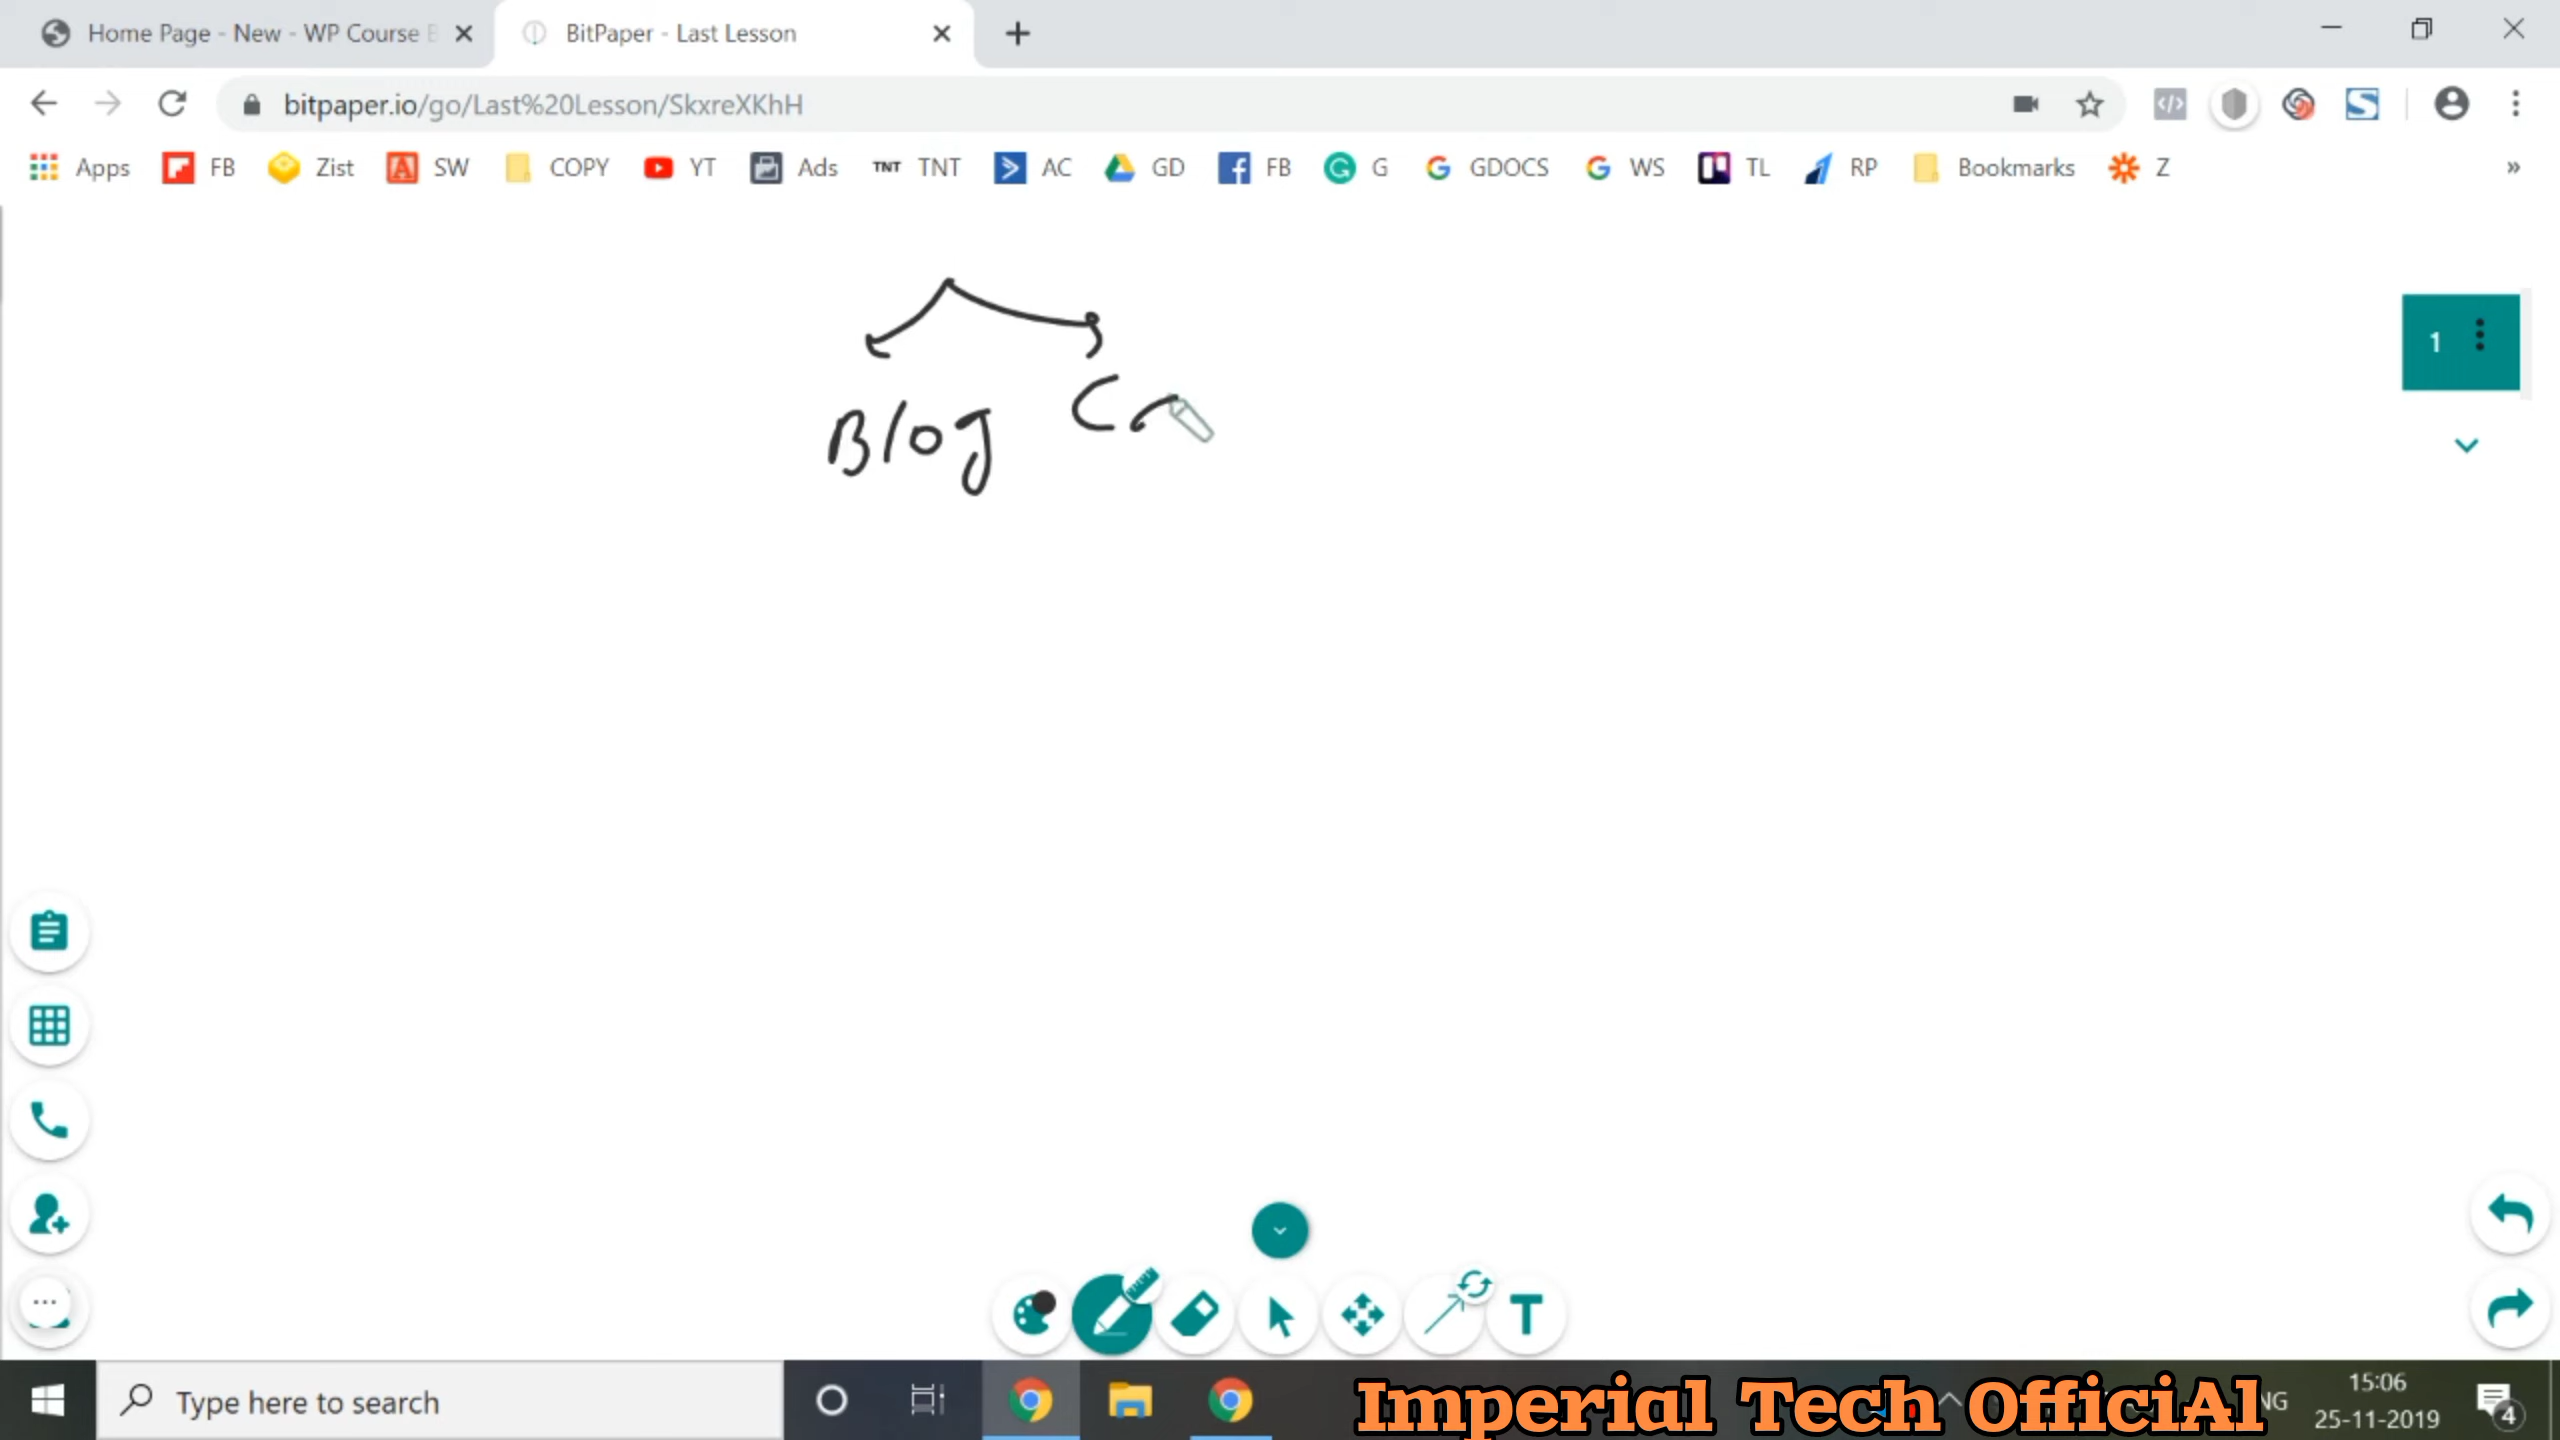 Home Page - New - WP Course
BitPaper - Last Lesson
bitpaper.io/go/Last%20Lesson/SkxreXKhH
Apps FB Zist SW COPY YT Ads TNT TNT AC GD FB G GDOCS WS TL RP Bookmarks Z »
1
Blog
T
Type here to search
Imperial Tech OfficiAl
15:06
25-11-2019
4